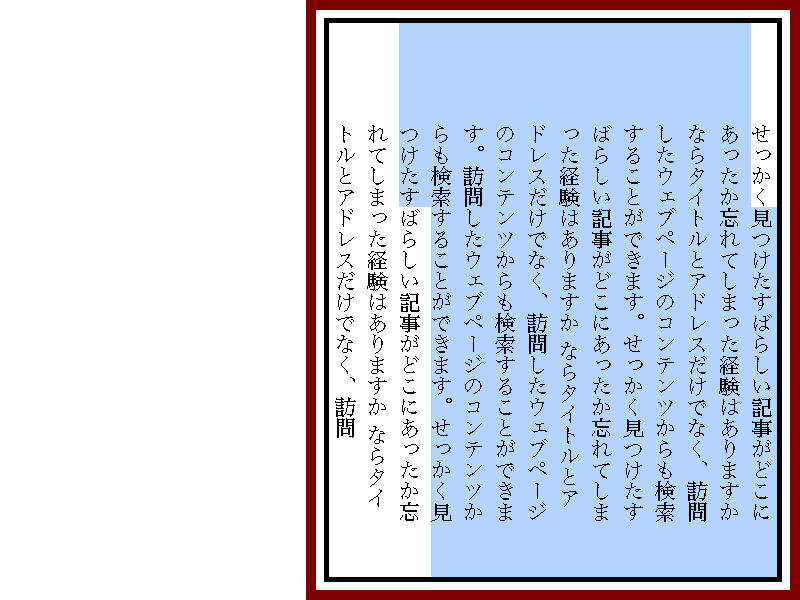 せっかく見つけたすばらしい記事がどこに
あったか忘れてしまった経験はありますか
ならタイトルとアドレスだけでなく、訪問
したウェブページのコンテンツからも検索
することができます。せっかく見つけたす
ばらしい記事がどこにあったか忘れてしま
った経験はありますか ならタイトルとア
ドレスだけでなく、訪問したウェブページ
のコンテンツからも検索することができま
す。訪問したウェブページのコンテンツか
らも検索することができます。せっかく見
つけたすばらしい記事がどこにあったか忘
れてしまった経験はありますか ならタイ
トルとアドレスだけでなく、訪問